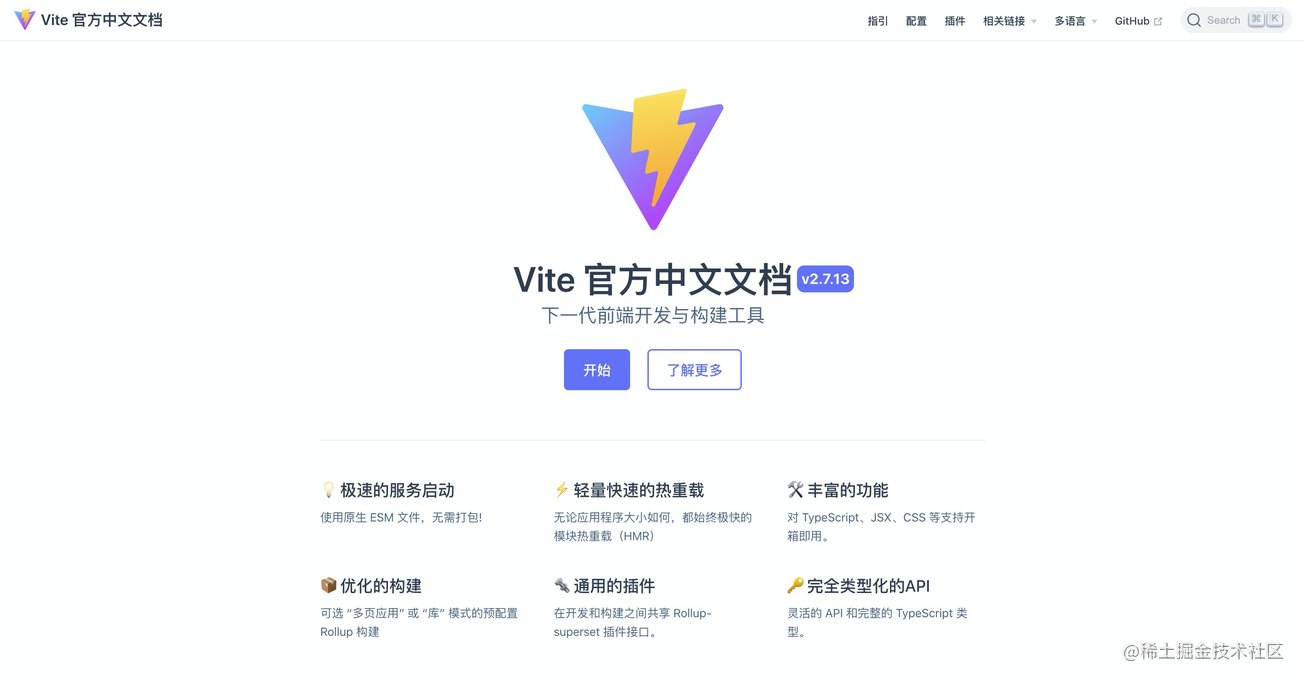 Vite 官方中文文档
指引 配置 插件 相关链接 多语言 GitHub Search ⌘ K
Vite 官方中文文档 v2.7.13
下一代前端开发与构建工具
开始 了解更多
💡 极速的服务启动
使用原生 ESM 文件，无需打包!
⚡ 轻量快速的热重载
无论应用程序大小如何，都始终极快的
模块热重载（HMR）
🛠️ 丰富的功能
对 TypeScript、JSX、CSS 等支持开
箱即用。
📦 优化的构建
可选 “多页应用” 或 “库” 模式的预配置
Rollup 构建
🔩 通用的插件
在开发和构建之间共享 Rollup-
superset 插件接口。
🔑 完全类型化的API
灵活的 API 和完整的 TypeScript 类
型。
@稀土掘金技术社区